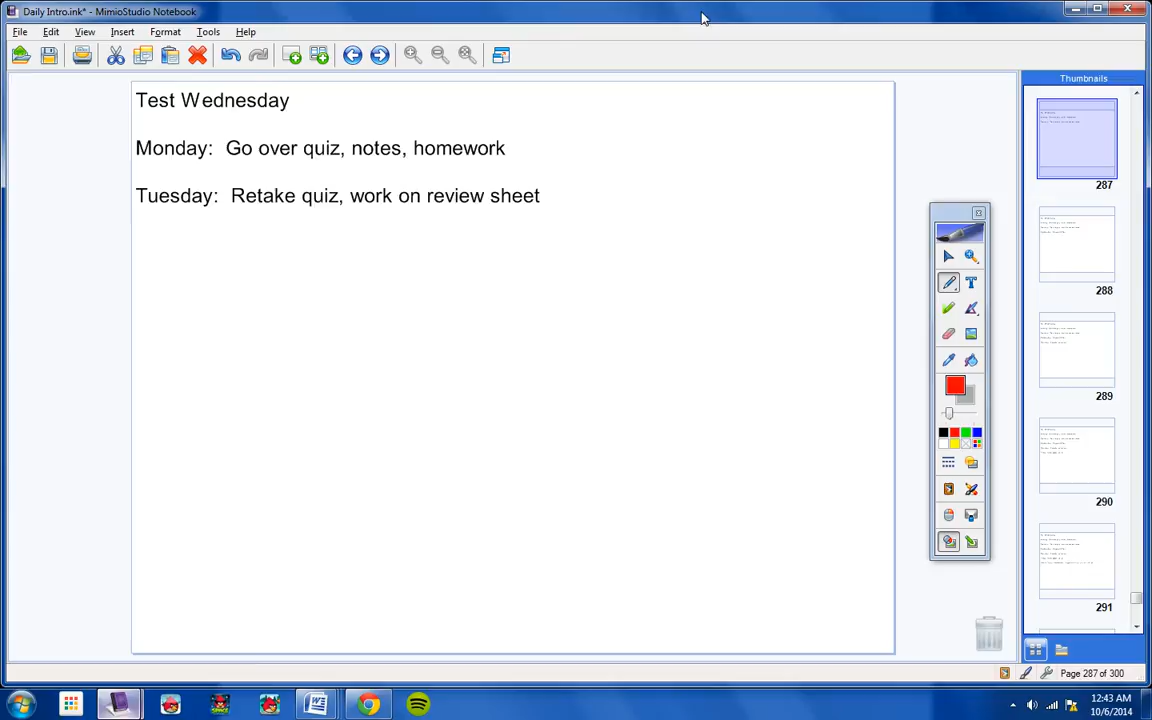 Daily Intro.ink* - MimioStudio Notebook
File Edit View Insert Format Tools Help
Thumbnails
Test Wednesday
Monday:  Go over quiz, notes, homework
Tuesday:  Retake quiz, work on review sheet
287
288
289
290
291
Page 287 of 300
12:43 AM
10/6/2014